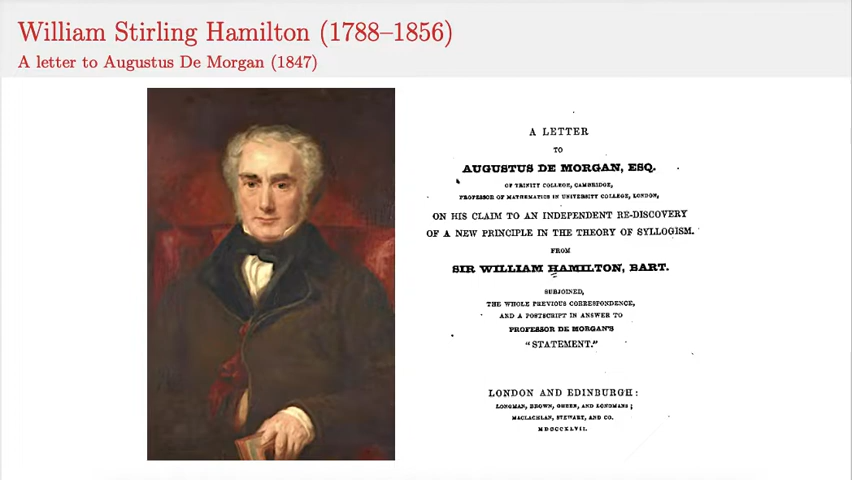 William Stirling Hamilton (1788–1856)
A letter to Augustus De Morgan (1847)
A LETTER
TO
AUGUSTUS DE MORGAN, ESQ.
OF TRINITY COLLEGE, CAMBRIDGE,
PROFESSOR OF MATHEMATICS IN UNIVERSITY COLLEGE, LONDON,
ON HIS CLAIM TO AN INDEPENDENT RE-DISCOVERY
OF A NEW PRINCIPLE IN THE THEORY OF SYLLOGISM.
FROM
SIR WILLIAM HAMILTON, BART.
SUBJOINED,
THE WHOLE PREVIOUS CORRESPONDENCE,
AND A POSTSCRIPT IN ANSWER TO
PROFESSOR DE MORGAN'S
"STATEMENT."
LONDON AND EDINBURGH:
LONGMAN, BROWN, GREEN, AND LONGMANS;
MACLACHLAN, STEWART, AND CO.
MDCCCXLVII.